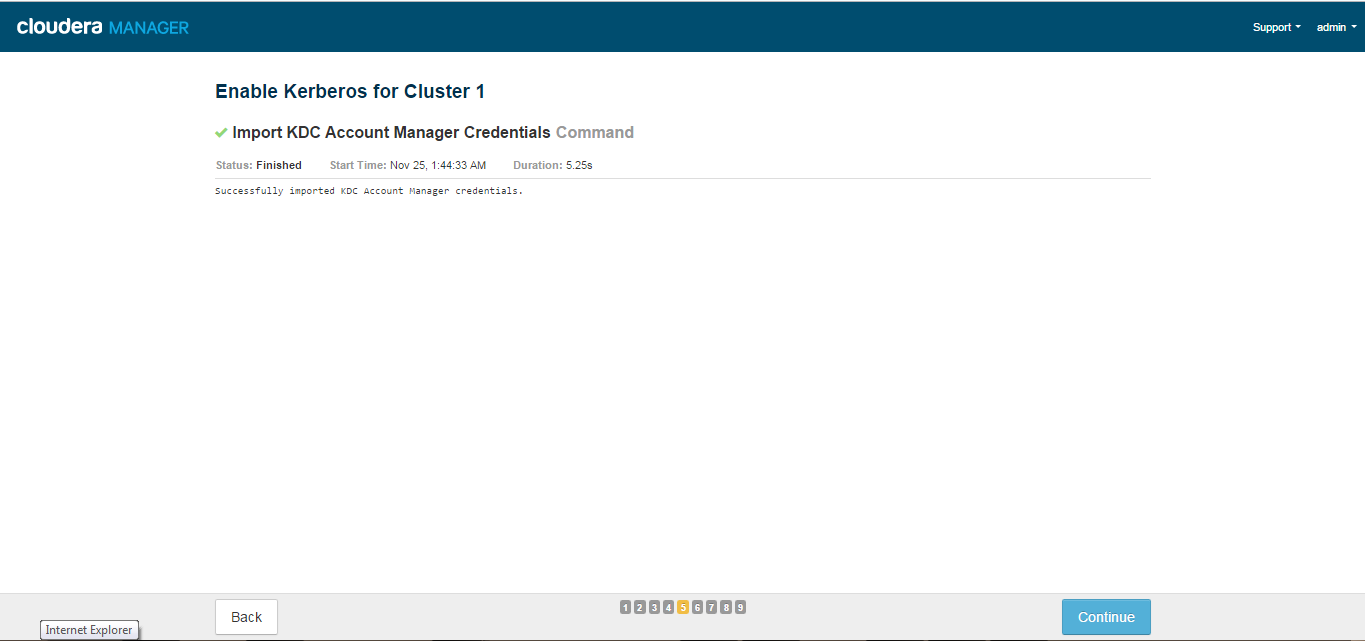 cloudera MANAGER
Support admin
Enable Kerberos for Cluster 1
Import KDC Account Manager Credentials Command
Status: Finished Start Time: Nov 25, 1:44:33 AM Duration: 5.25s
Successfully imported KDC Account Manager credentials.
Back 1 2 3 4 5 6 7 8 9 Continue
Internet Explorer